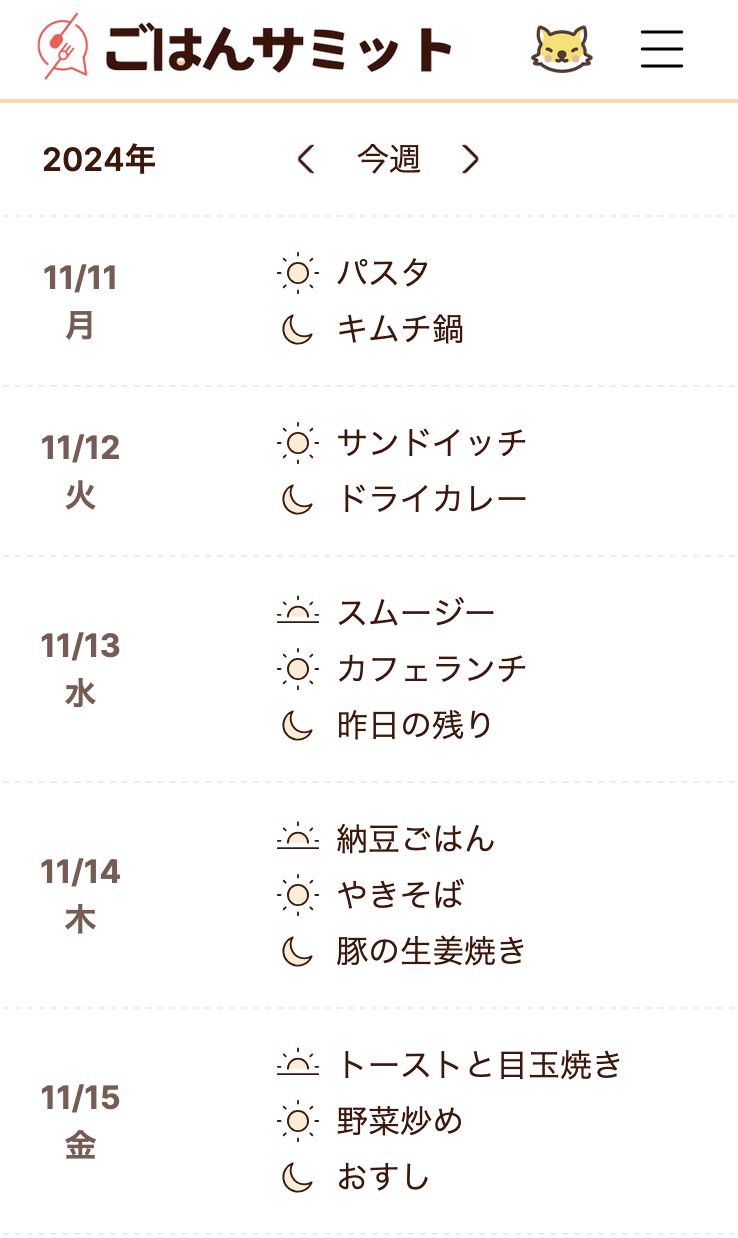 ごはんサミット
2024年
今週
11/11
月
パスタ
キムチ鍋
11/12
火
サンドイッチ
ドライカレー
11/13
水
スムージー
カフェランチ
昨日の残り
11/14
木
納豆ごはん
やきそば
豚の生姜焼き
11/15
金
トーストと目玉焼き
野菜炒め
おすし